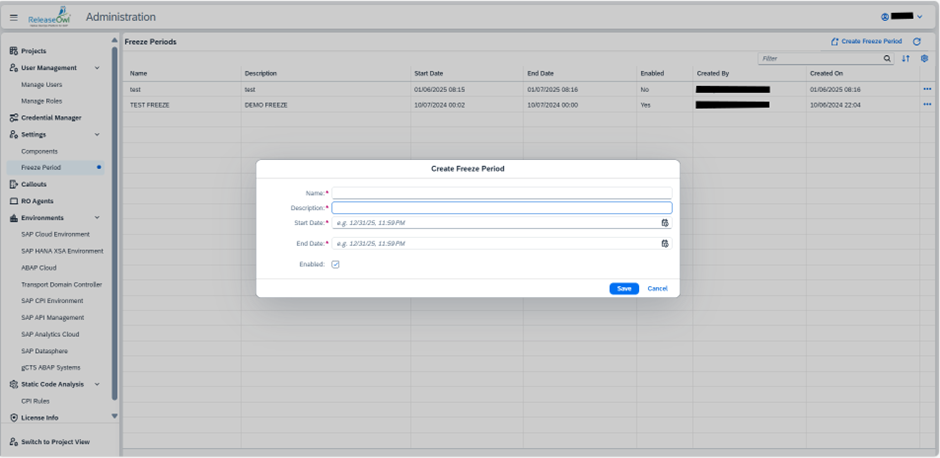 ReleaseOwl
Administration
Projects
User Management
Manage Users
Manage Roles
Credential Manager
Settings
Components
Freeze Period
Callouts
RO Agents
Environments
SAP Cloud Environment
SAP HANA XSA Environment
ABAP Cloud
Transport Domain Controller
SAP CPI Environment
SAP API Management
SAP Analytics Cloud
SAP Datasphere
gCTS ABAP Systems
Static Code Analysis
CPI Rules
License Info
Switch to Project View
Freeze Periods
Create Freeze Period
Filter
Name Description Start Date End Date Enabled Created By Created On
test test 01/06/2025 08:15 01/07/2025 08:16 No 01/06/2025 08:16
TEST FREEZE DEMO FREEZE 10/07/2024 00:02 10/07/2024 00:00 Yes 10/06/2024 22:04
Create Freeze Period
Name:*
Description:*
Start Date:* e.g. 12/31/25, 11:59 PM
End Date:* e.g. 12/31/25, 11:59 PM
Enabled:
Save Cancel